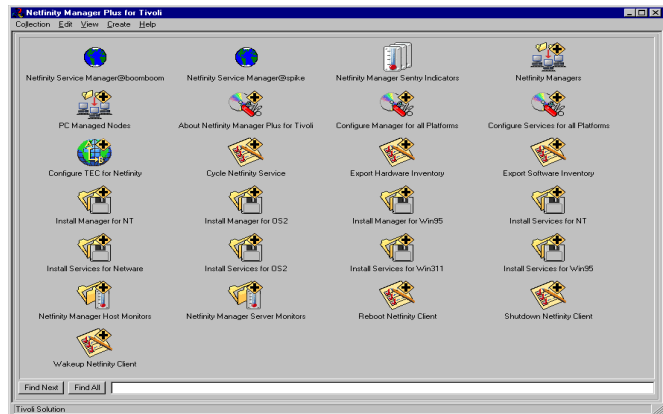 Netfinity Manager Plus for Tivoli
Collection Edit View Create Help
Netfinity Service Manager@boomboom Netfinity Service Manager@spike Netfinity Manager Sentry Indicators Netfinity Managers
PC Managed Nodes About Netfinity Manager Plus for Tivoli Configure Manager for all Platforms Configure Services for all Platforms
Configure TEC for Netfinity Cycle Netfinity Service Export Hardware Inventory Export Software Inventory
Install Manager for NT Install Manager for OS2 Install Manager for Win95 Install Services for NT
Install Services for Netware Install Services for OS2 Install Services for Win311 Install Services for Win95
Netfinity Manager Host Monitors Netfinity Manager Server Monitors Reboot Netfinity Client Shutdown Netfinity Client
Wakeup Netfinity Client
Find Next Find All
Tivoli Solution